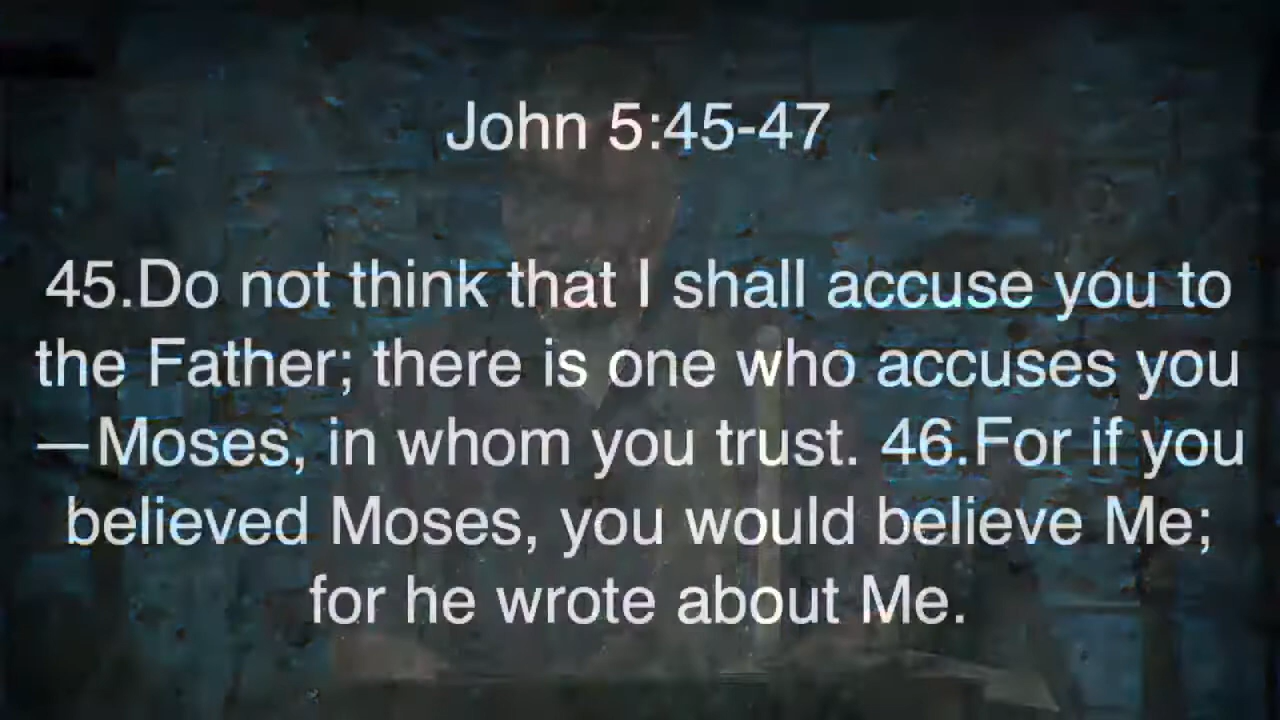 John 5:45-47
45.Do not think that I shall accuse you to
the Father; there is one who accuses you
—Moses, in whom you trust. 46.For if you
believed Moses, you would believe Me;
for he wrote about Me.